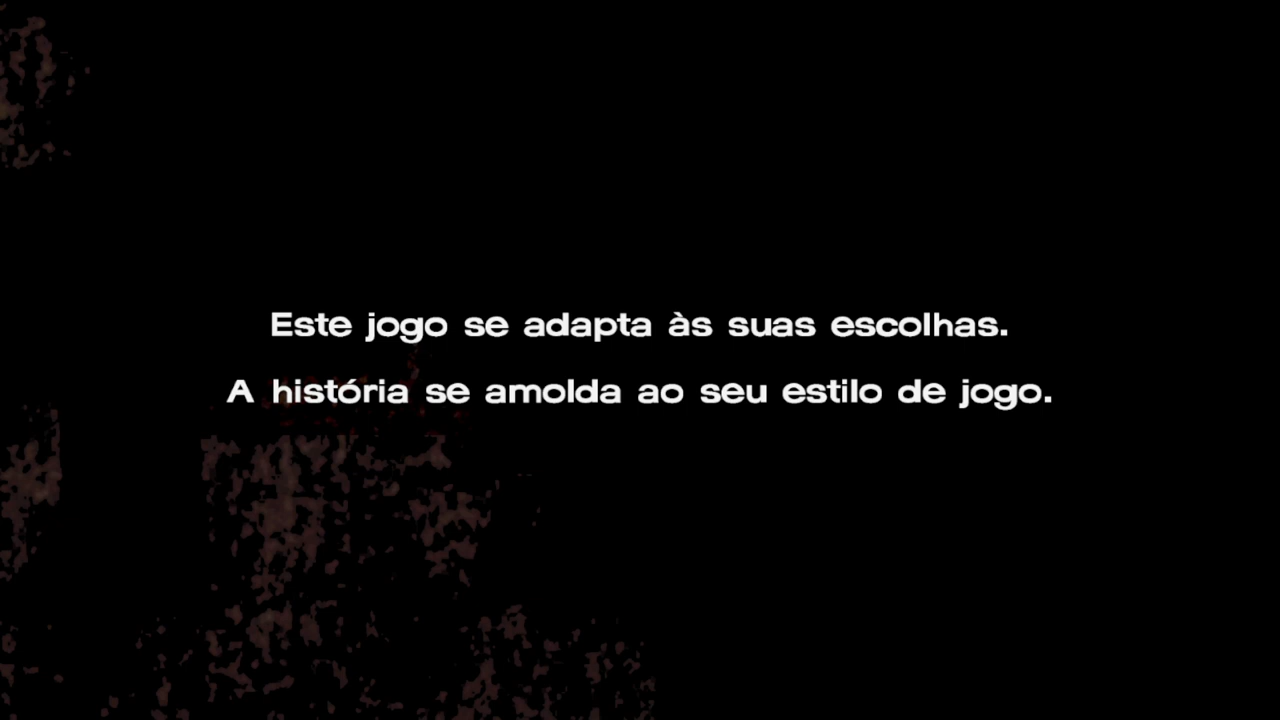 Este jogo se adapta às suas escolhas.
A história se amolda ao seu estilo de jogo.